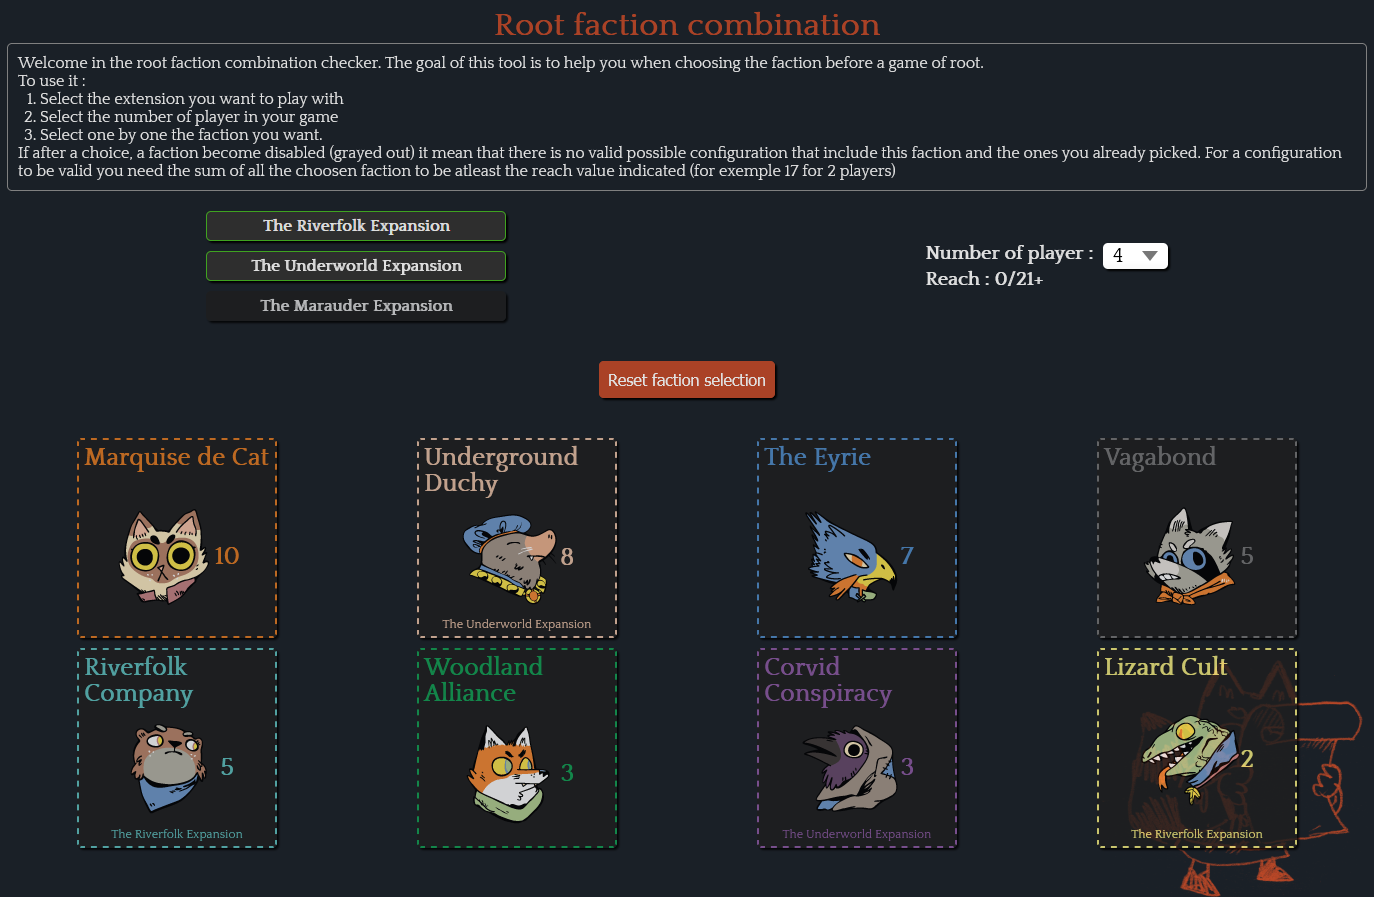 Root faction combination
Welcome in the root faction combination checker. The goal of this tool is to help you when choosing the faction before a game of root.
To use it :
1. Select the extension you want to play with
2. Select the number of player in your game
3. Select one by one the faction you want.
If after a choice, a faction become disabled (grayed out) it mean that there is no valid possible configuration that include this faction and the ones you already picked. For a configuration
to be valid you need the sum of all the choosen faction to be atleast the reach value indicated (for exemple 17 for 2 players)
The Riverfolk Expansion
The Underworld Expansion
The Marauder Expansion
Number of player : 4
Reach : 0/21+
Reset faction selection
Marquise de Cat
10
Underground
Duchy
8
The Underworld Expansion
The Eyrie
7
Vagabond
5
Riverfolk
Company
5
The Riverfolk Expansion
Woodland
Alliance
3
Corvid
Conspiracy
3
The Underworld Expansion
Lizard Cult
2
The Riverfolk Expansion